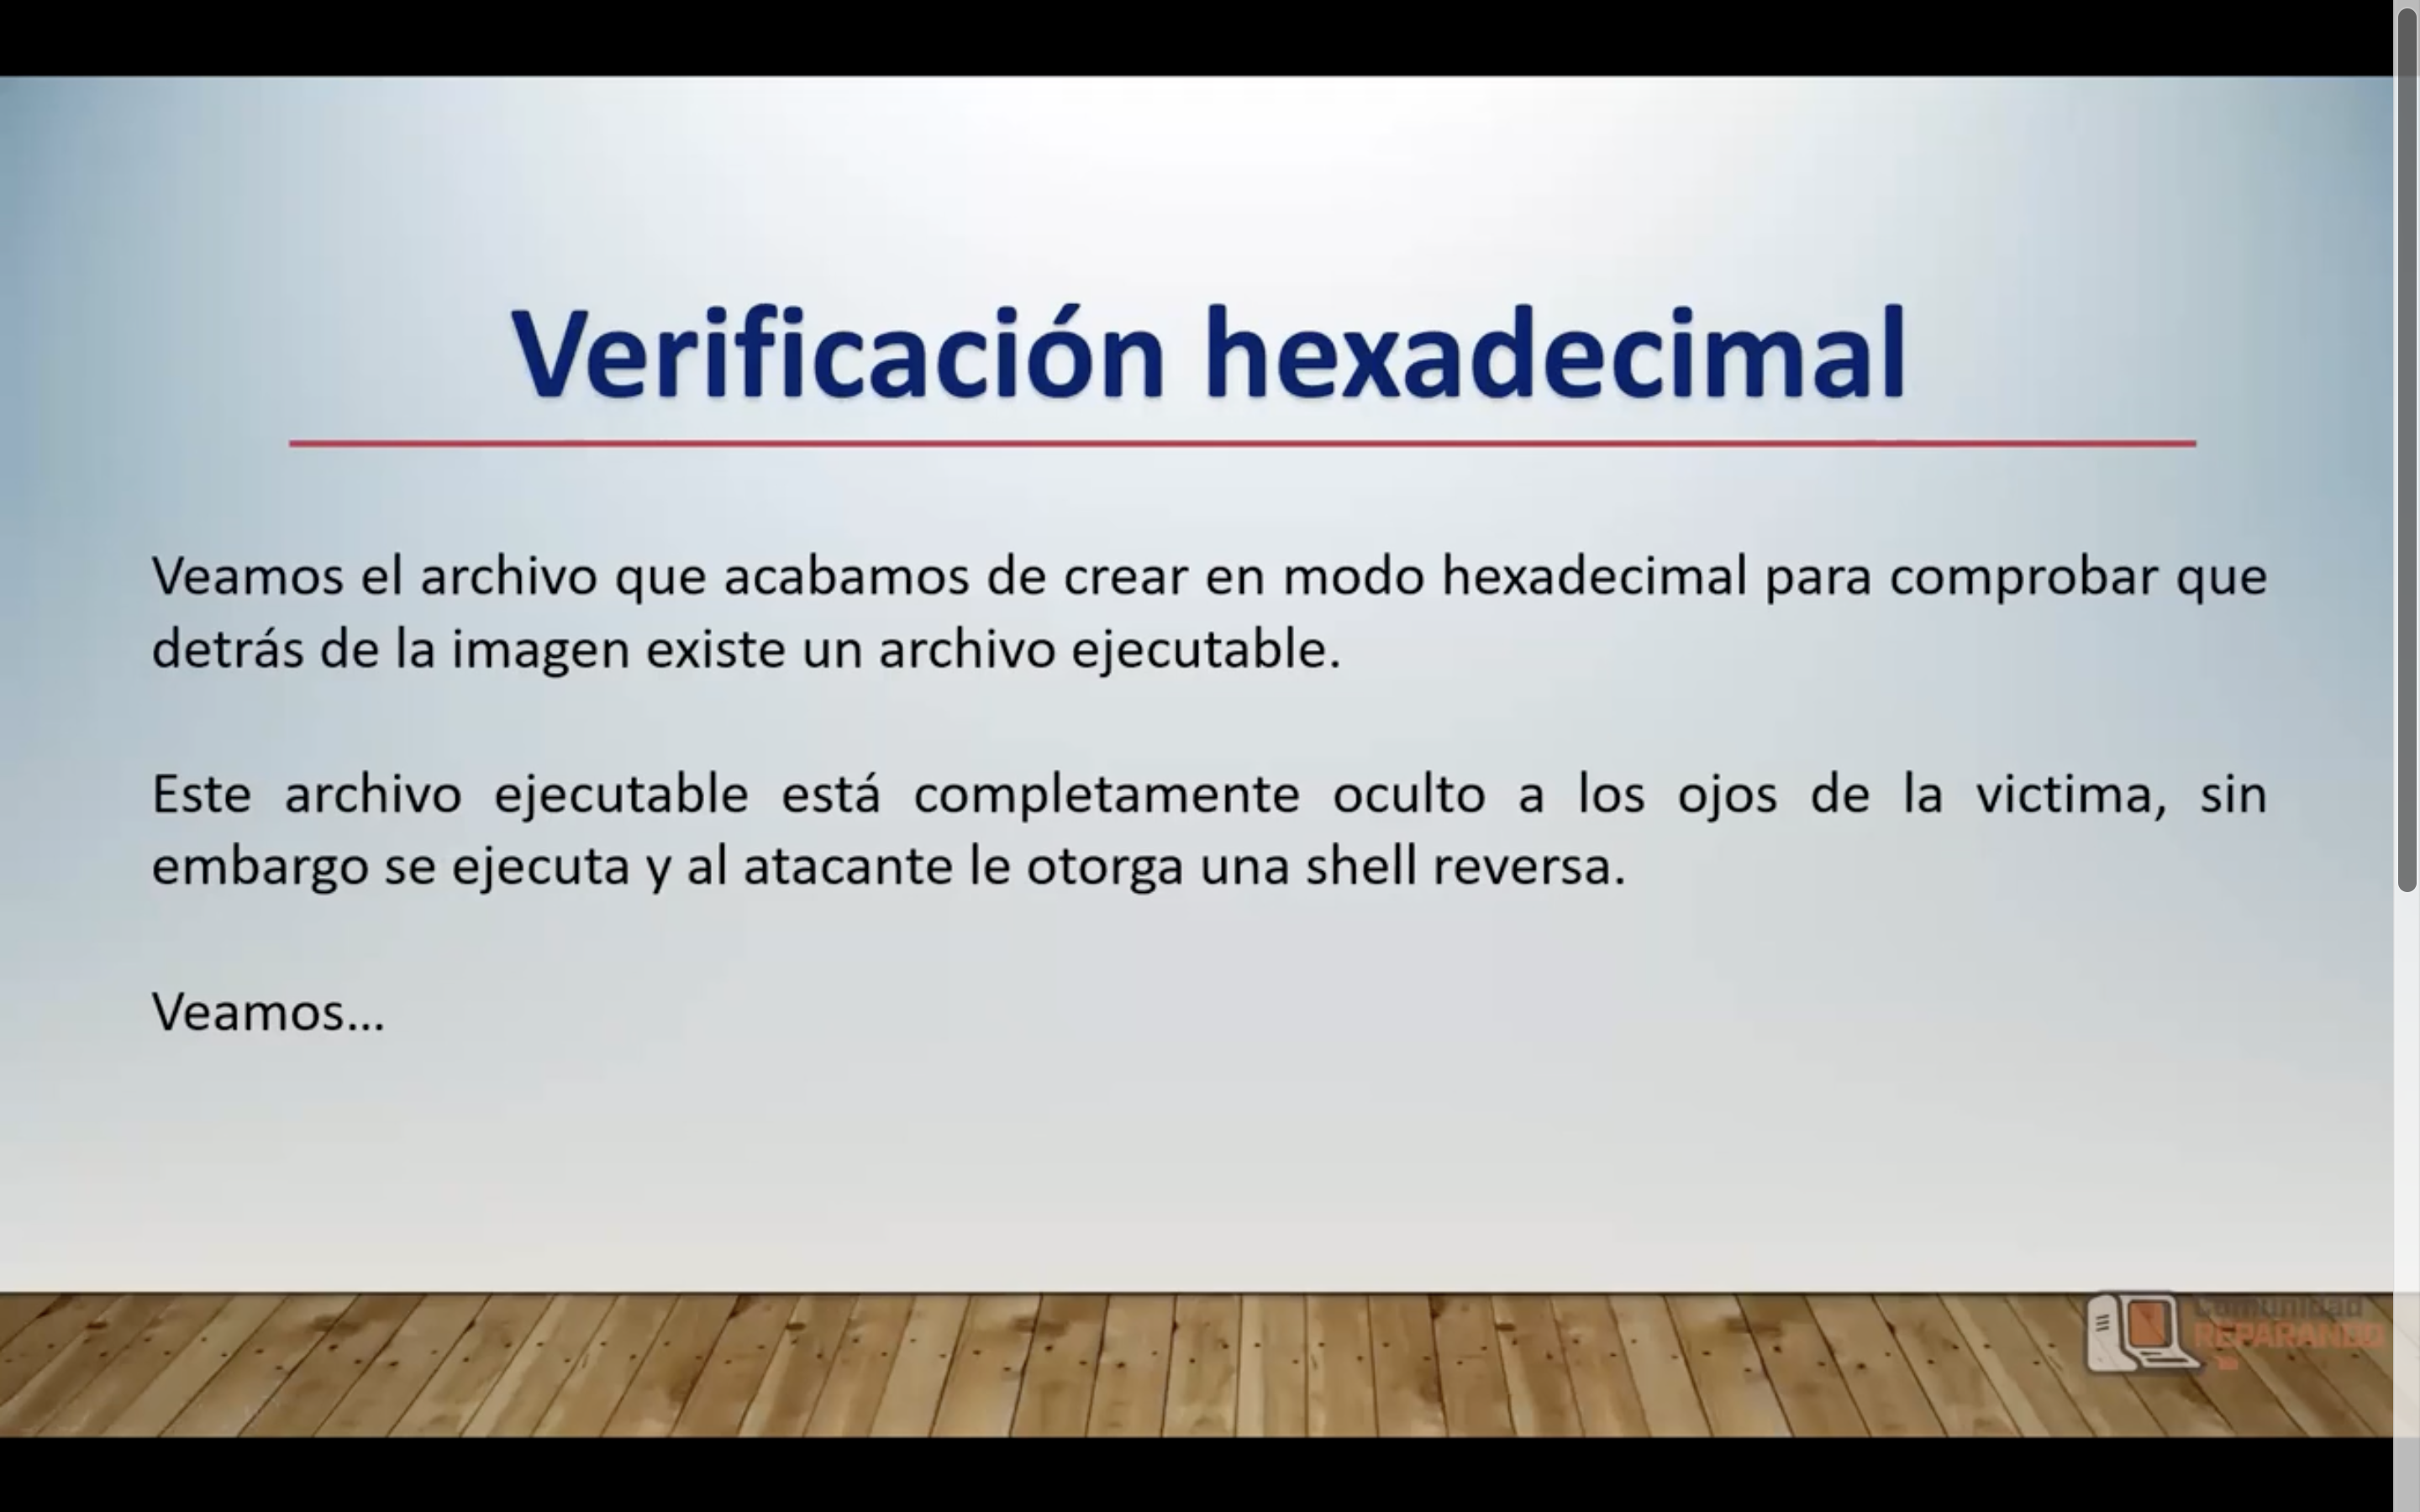 Verificación hexadecimal
Veamos el archivo que acabamos de crear en modo hexadecimal para comprobar que
detrás de la imagen existe un archivo ejecutable.
Este archivo ejecutable está completamente oculto a los ojos de la victima, sin
embargo se ejecuta y al atacante le otorga una shell reversa.
Veamos...
Comunidad
REPARANDO